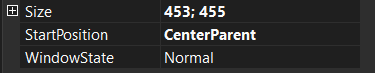 Size 453; 455
StartPosition CenterParent
WindowState Normal